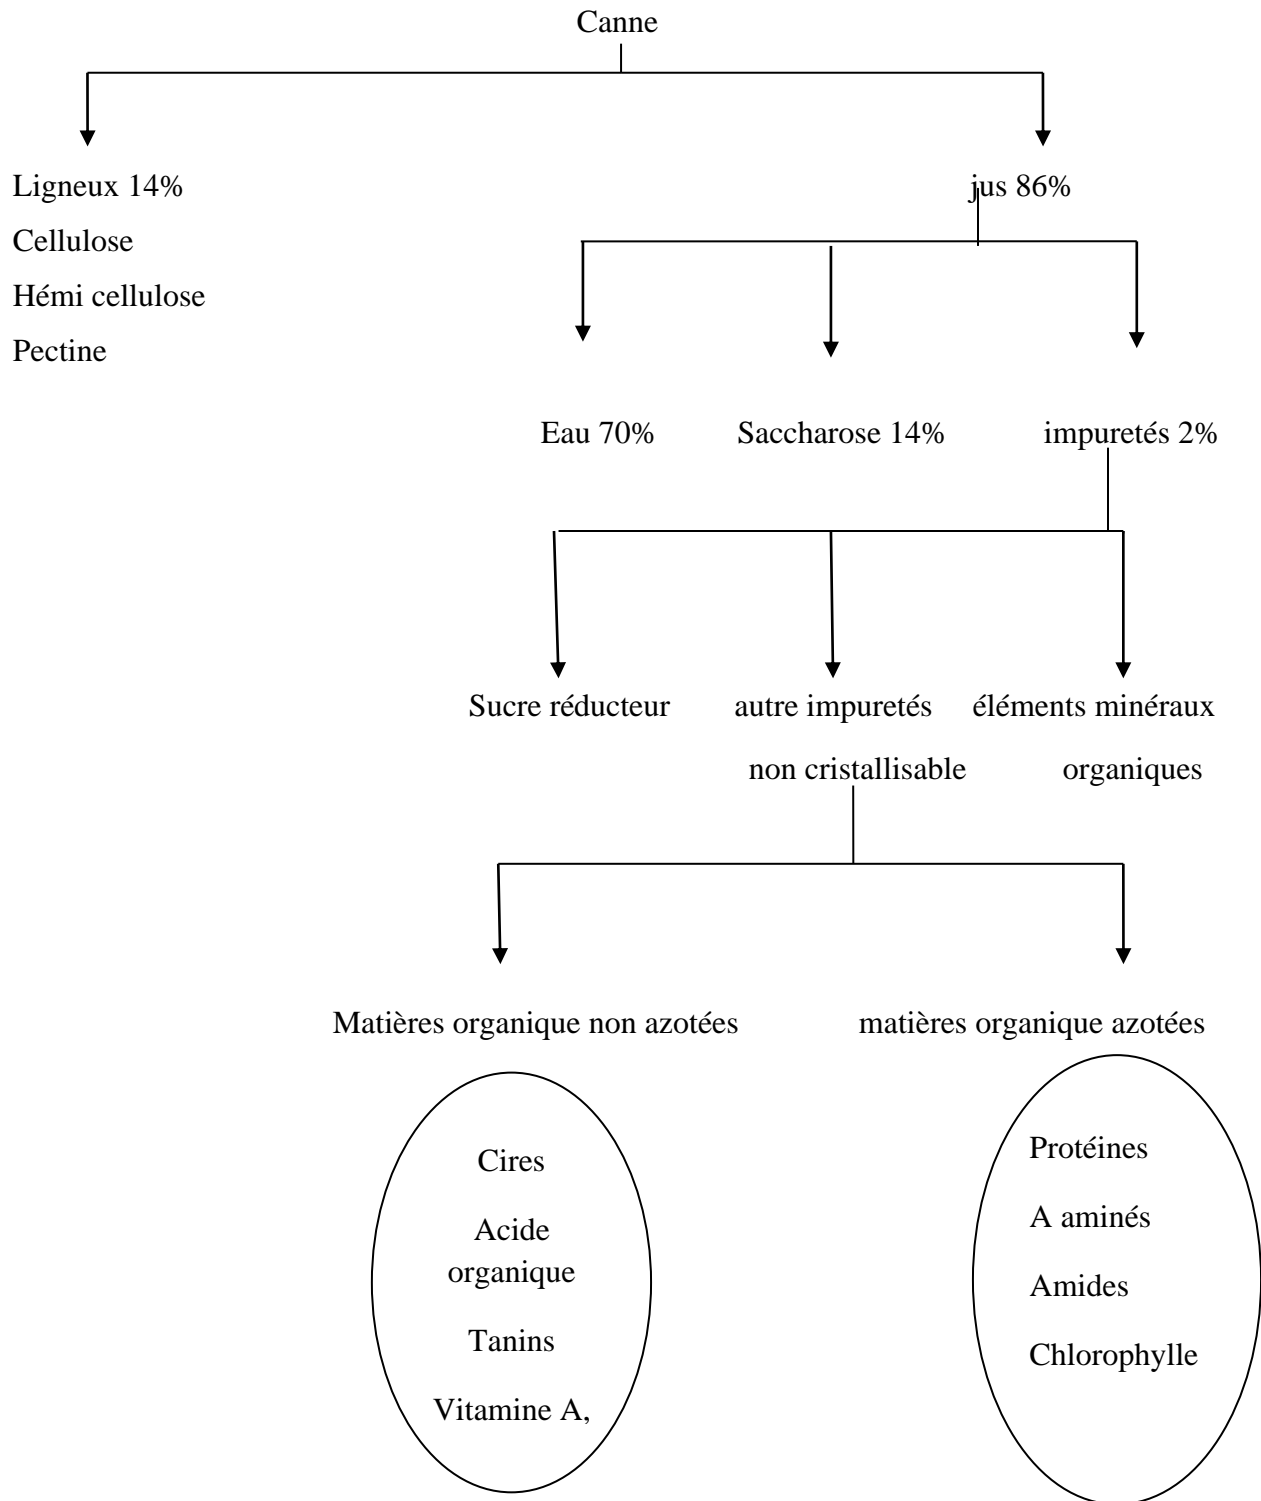 Canne
Ligneux 14%
jus 86%
Cellulose
Hémi cellulose
Pectine
Eau 70%
Saccharose 14%
impuretés 2%
Sucre réducteur
autre impuretés
non cristallisable
éléments minéraux
organiques
Matières organique non azotées
matières organique azotées
Cires
Acide
organique
Tanins
Vitamine A,
Protéines
A aminés
Amides
Chlorophylle